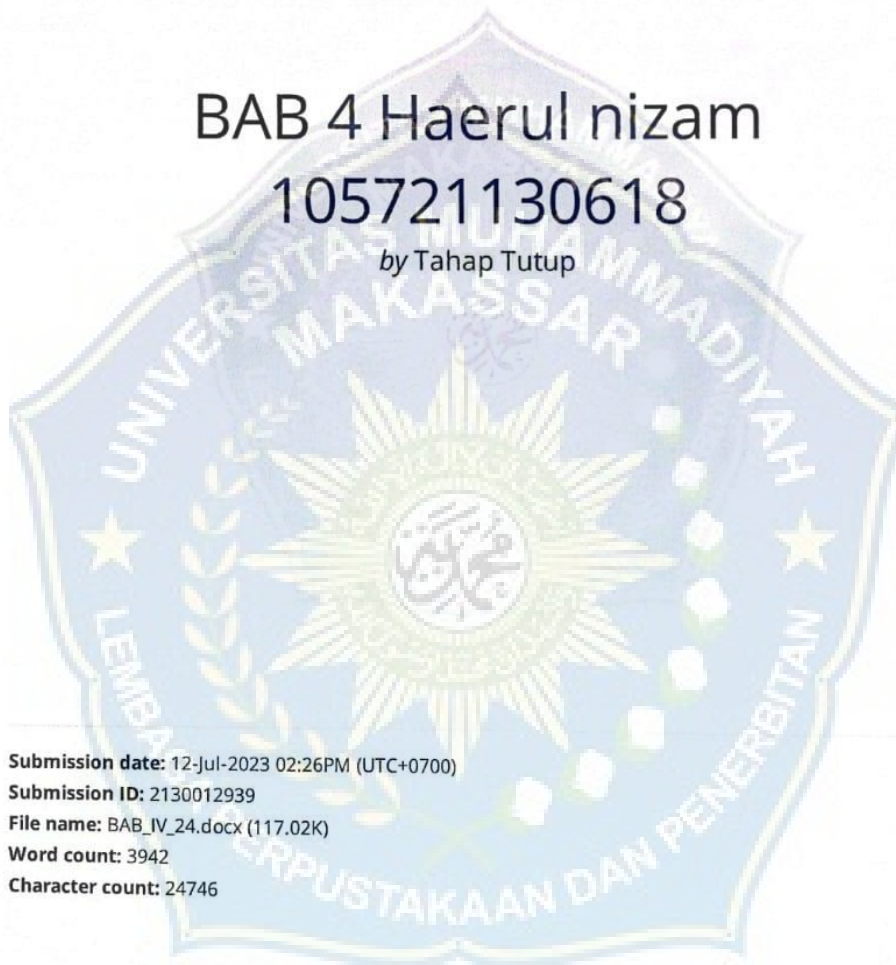 BAB 4 Haerul nizam
105721130618
by Tahap Tutup
UNIVERSITAS MUHAMMADIYAH
MAKASSAR
LEMBAGA PERPUSTAKAAN DAN PENERBITAN
Submission date: 12-Jul-2023 02:26PM (UTC+0700)
Submission ID: 2130012939
File name: BAB_IV_24.docx (117.02K)
Word count: 3942
Character count: 24746